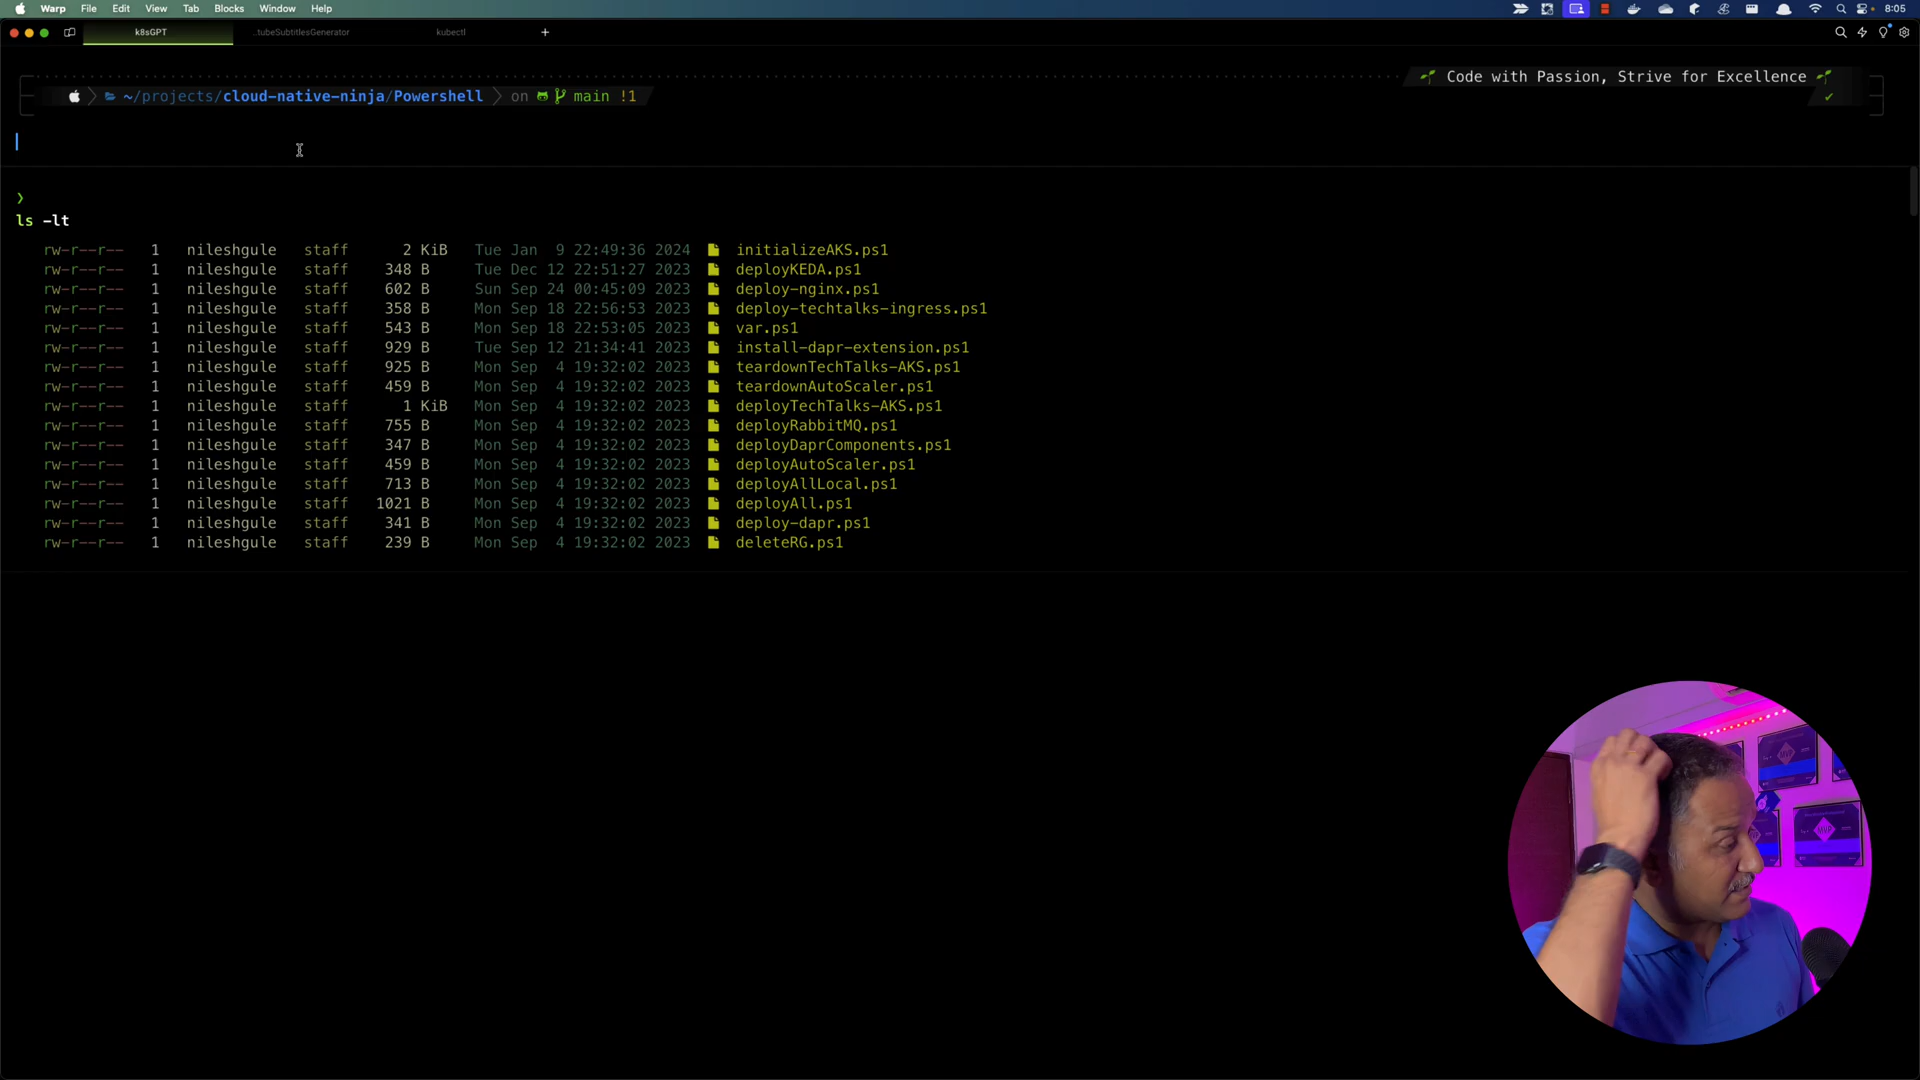 Warp File Edit View Tab Blocks Window Help 8:05
k8sGPT ..tubeSubtitlesGenerator kubectl +
Code with Passion, Strive for Excellence
~/projects/cloud-native-ninja/Powershell on main !1 ✔
❯
ls -lt
rw-r--r-- 1 nileshgule staff 2 KiB Tue Jan 9 22:49:36 2024 initializeAKS.ps1
rw-r--r-- 1 nileshgule staff 348 B Tue Dec 12 22:51:27 2023 deployKEDA.ps1
rw-r--r-- 1 nileshgule staff 602 B Sun Sep 24 00:45:09 2023 deploy-nginx.ps1
rw-r--r-- 1 nileshgule staff 358 B Mon Sep 18 22:56:53 2023 deploy-techtalks-ingress.ps1
rw-r--r-- 1 nileshgule staff 543 B Mon Sep 18 22:53:05 2023 var.ps1
rw-r--r-- 1 nileshgule staff 929 B Tue Sep 12 21:34:41 2023 install-dapr-extension.ps1
rw-r--r-- 1 nileshgule staff 925 B Mon Sep 4 19:32:02 2023 teardownTechTalks-AKS.ps1
rw-r--r-- 1 nileshgule staff 459 B Mon Sep 4 19:32:02 2023 teardownAutoScaler.ps1
rw-r--r-- 1 nileshgule staff 1 KiB Mon Sep 4 19:32:02 2023 deployTechTalks-AKS.ps1
rw-r--r-- 1 nileshgule staff 755 B Mon Sep 4 19:32:02 2023 deployRabbitMQ.ps1
rw-r--r-- 1 nileshgule staff 347 B Mon Sep 4 19:32:02 2023 deployDaprComponents.ps1
rw-r--r-- 1 nileshgule staff 459 B Mon Sep 4 19:32:02 2023 deployAutoScaler.ps1
rw-r--r-- 1 nileshgule staff 713 B Mon Sep 4 19:32:02 2023 deployAllLocal.ps1
rw-r--r-- 1 nileshgule staff 1021 B Mon Sep 4 19:32:02 2023 deployAll.ps1
rw-r--r-- 1 nileshgule staff 341 B Mon Sep 4 19:32:02 2023 deploy-dapr.ps1
rw-r--r-- 1 nileshgule staff 239 B Mon Sep 4 19:32:02 2023 deleteRG.ps1